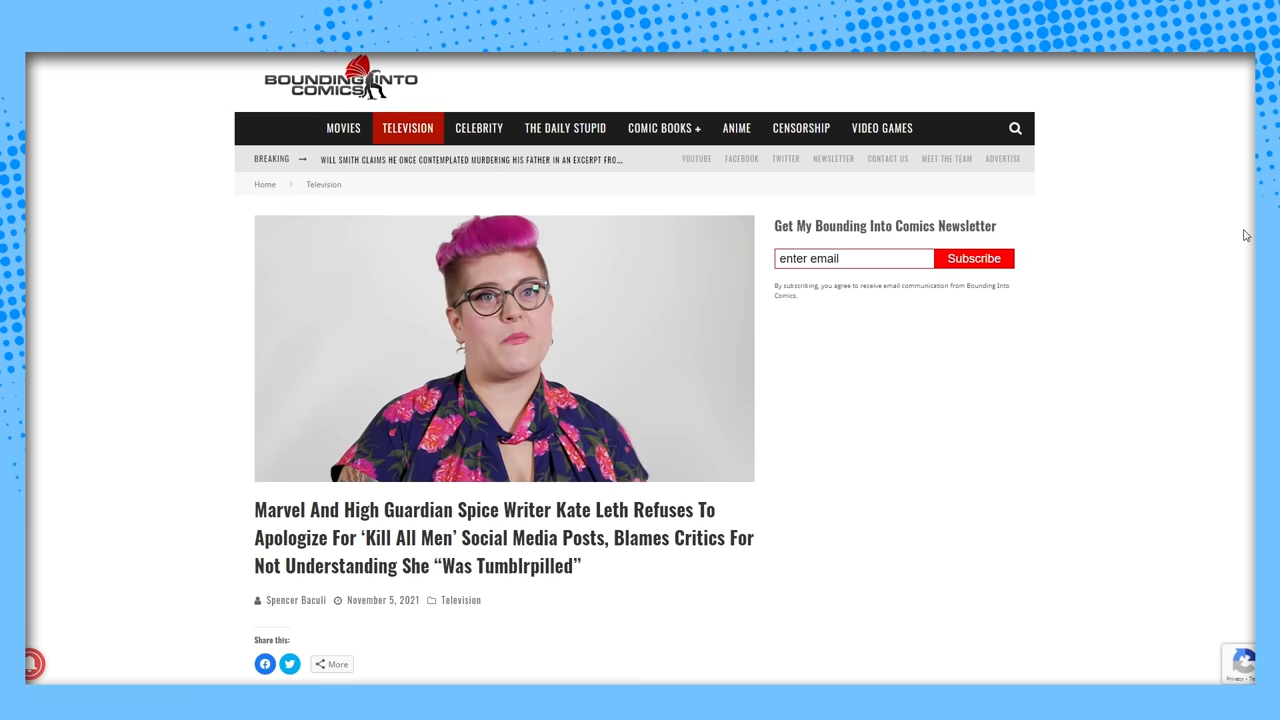 BOUNDING INTO
COMICS
MOVIES TELEVISION CELEBRITY THE DAILY STUPID COMIC BOOKS + ANIME CENSORSHIP VIDEO GAMES
BREAKING → WILL SMITH CLAIMS HE ONCE CONTEMPLATED MURDERING HIS FATHER IN AN EXCERPT FRO... YOUTUBE FACEBOOK TWITTER NEWSLETTER CONTACT US MEET THE TEAM ADVERTISE
Home > Television
Get My Bounding Into Comics Newsletter
enter email Subscribe
By subscribing, you agree to receive email communication from Bounding Into
Comics.
Marvel And High Guardian Spice Writer Kate Leth Refuses To
Apologize For ‘Kill All Men’ Social Media Posts, Blames Critics For
Not Understanding She “Was Tumblrpilled”
Spencer Baculi November 5, 2021 Television
Share this:
More
Privacy - Te